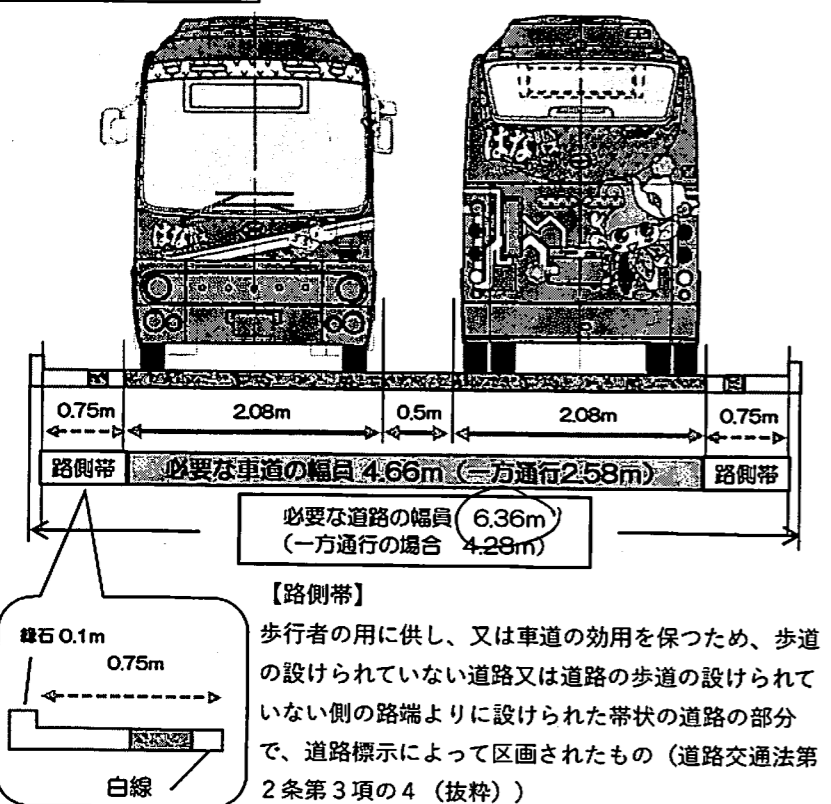 はな
はな
0.75m
2.08m
0.5m
2.08m
0.75m
路側帯
必要な車道の幅員 4.66m（一方通行2.58m）
路側帯
必要な道路の幅員 6.36m
（一方通行の場合 4.28m）
【路側帯】
縁石 0.1m
0.75m
白線
歩行者の用に供し、又は車道の効用を保つため、歩道
の設けられていない道路又は道路の歩道の設けられて
いない側の路端よりに設けられた帯状の道路の部分
で、道路標示によって区画されたもの（道路交通法第
２条第３項の４（抜粋））